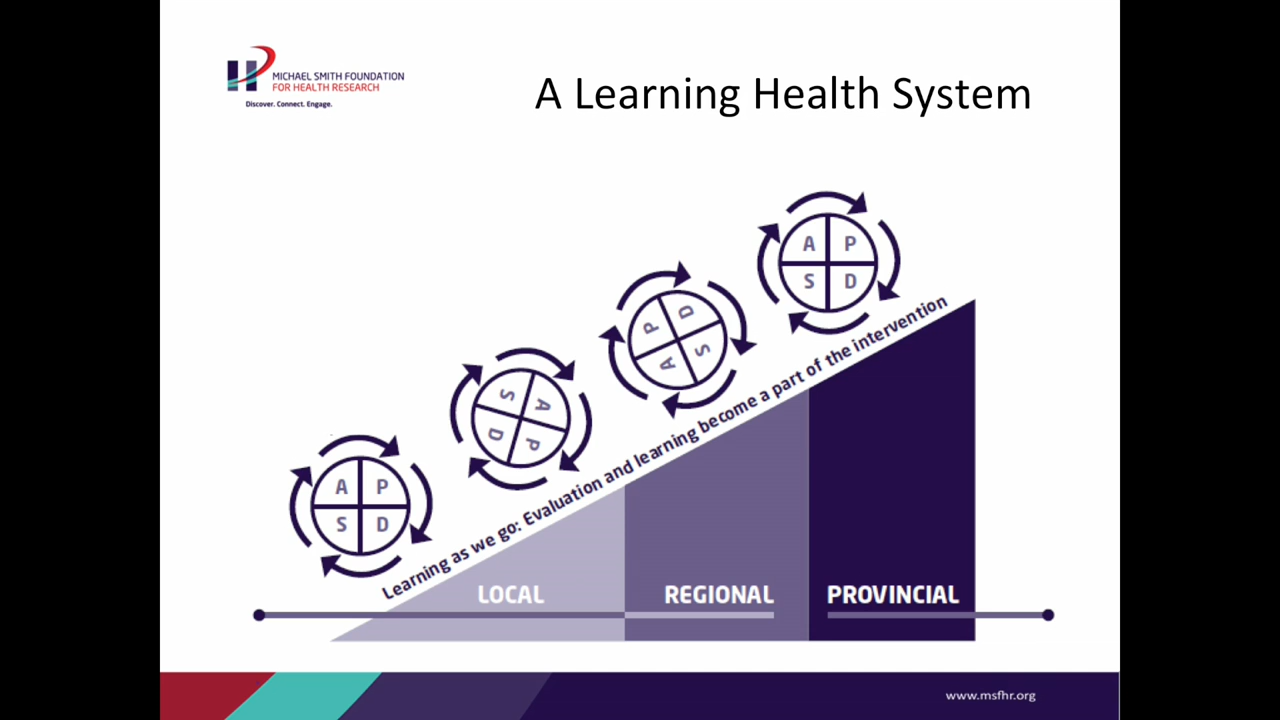 MICHAEL SMITH FOUNDATION
FOR HEALTH RESEARCH
Discover. Connect. Engage.
A Learning Health System
A P
S D
P D
A S
S A
D P
A P
S D
Learning as we go: Evaluation and learning become a part of the intervention
LOCAL
REGIONAL
PROVINCIAL
www.msfhr.org